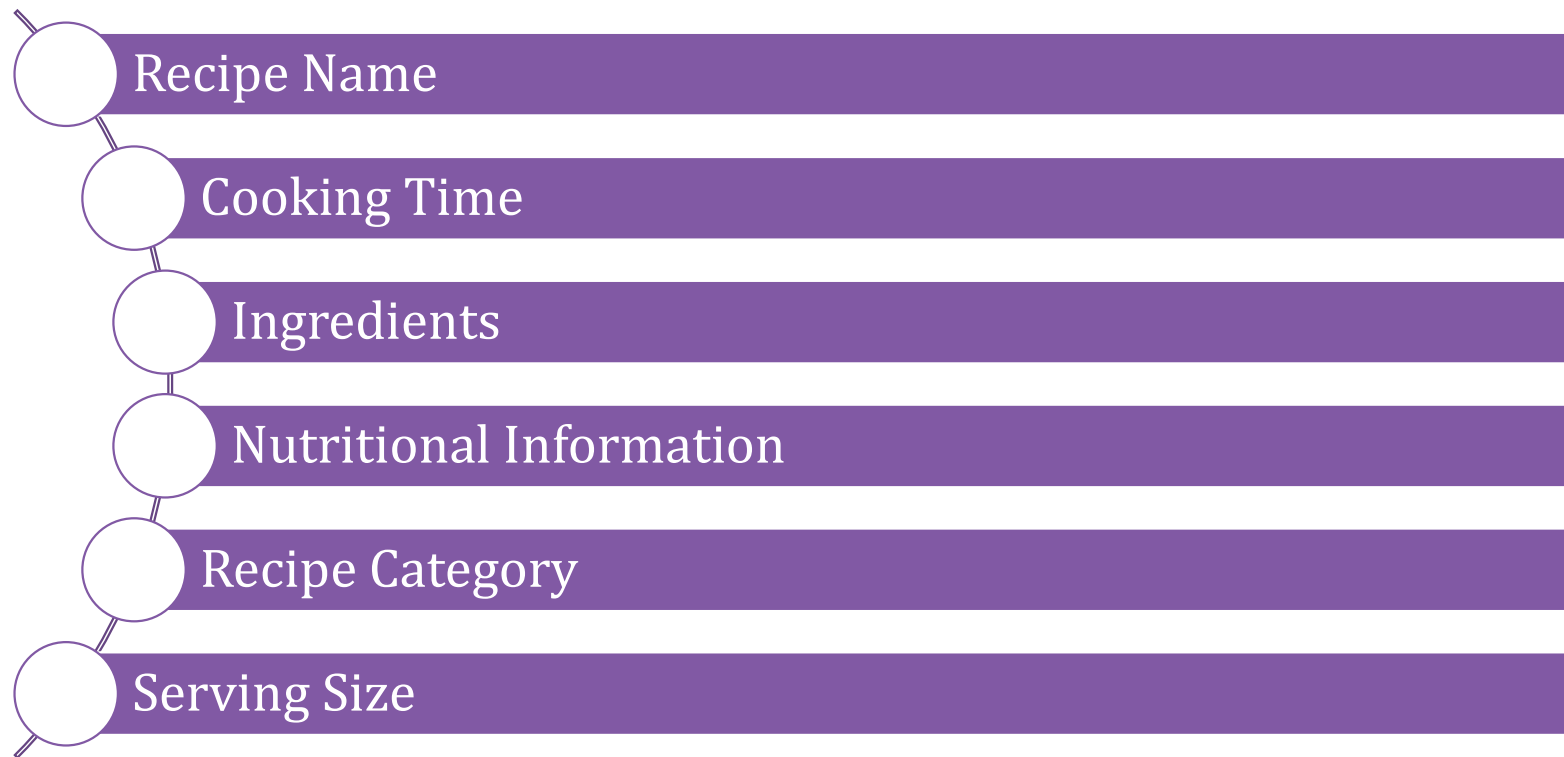 Recipe Name
Cooking Time
Ingredients
Nutritional Information
Recipe Category
Serving Size